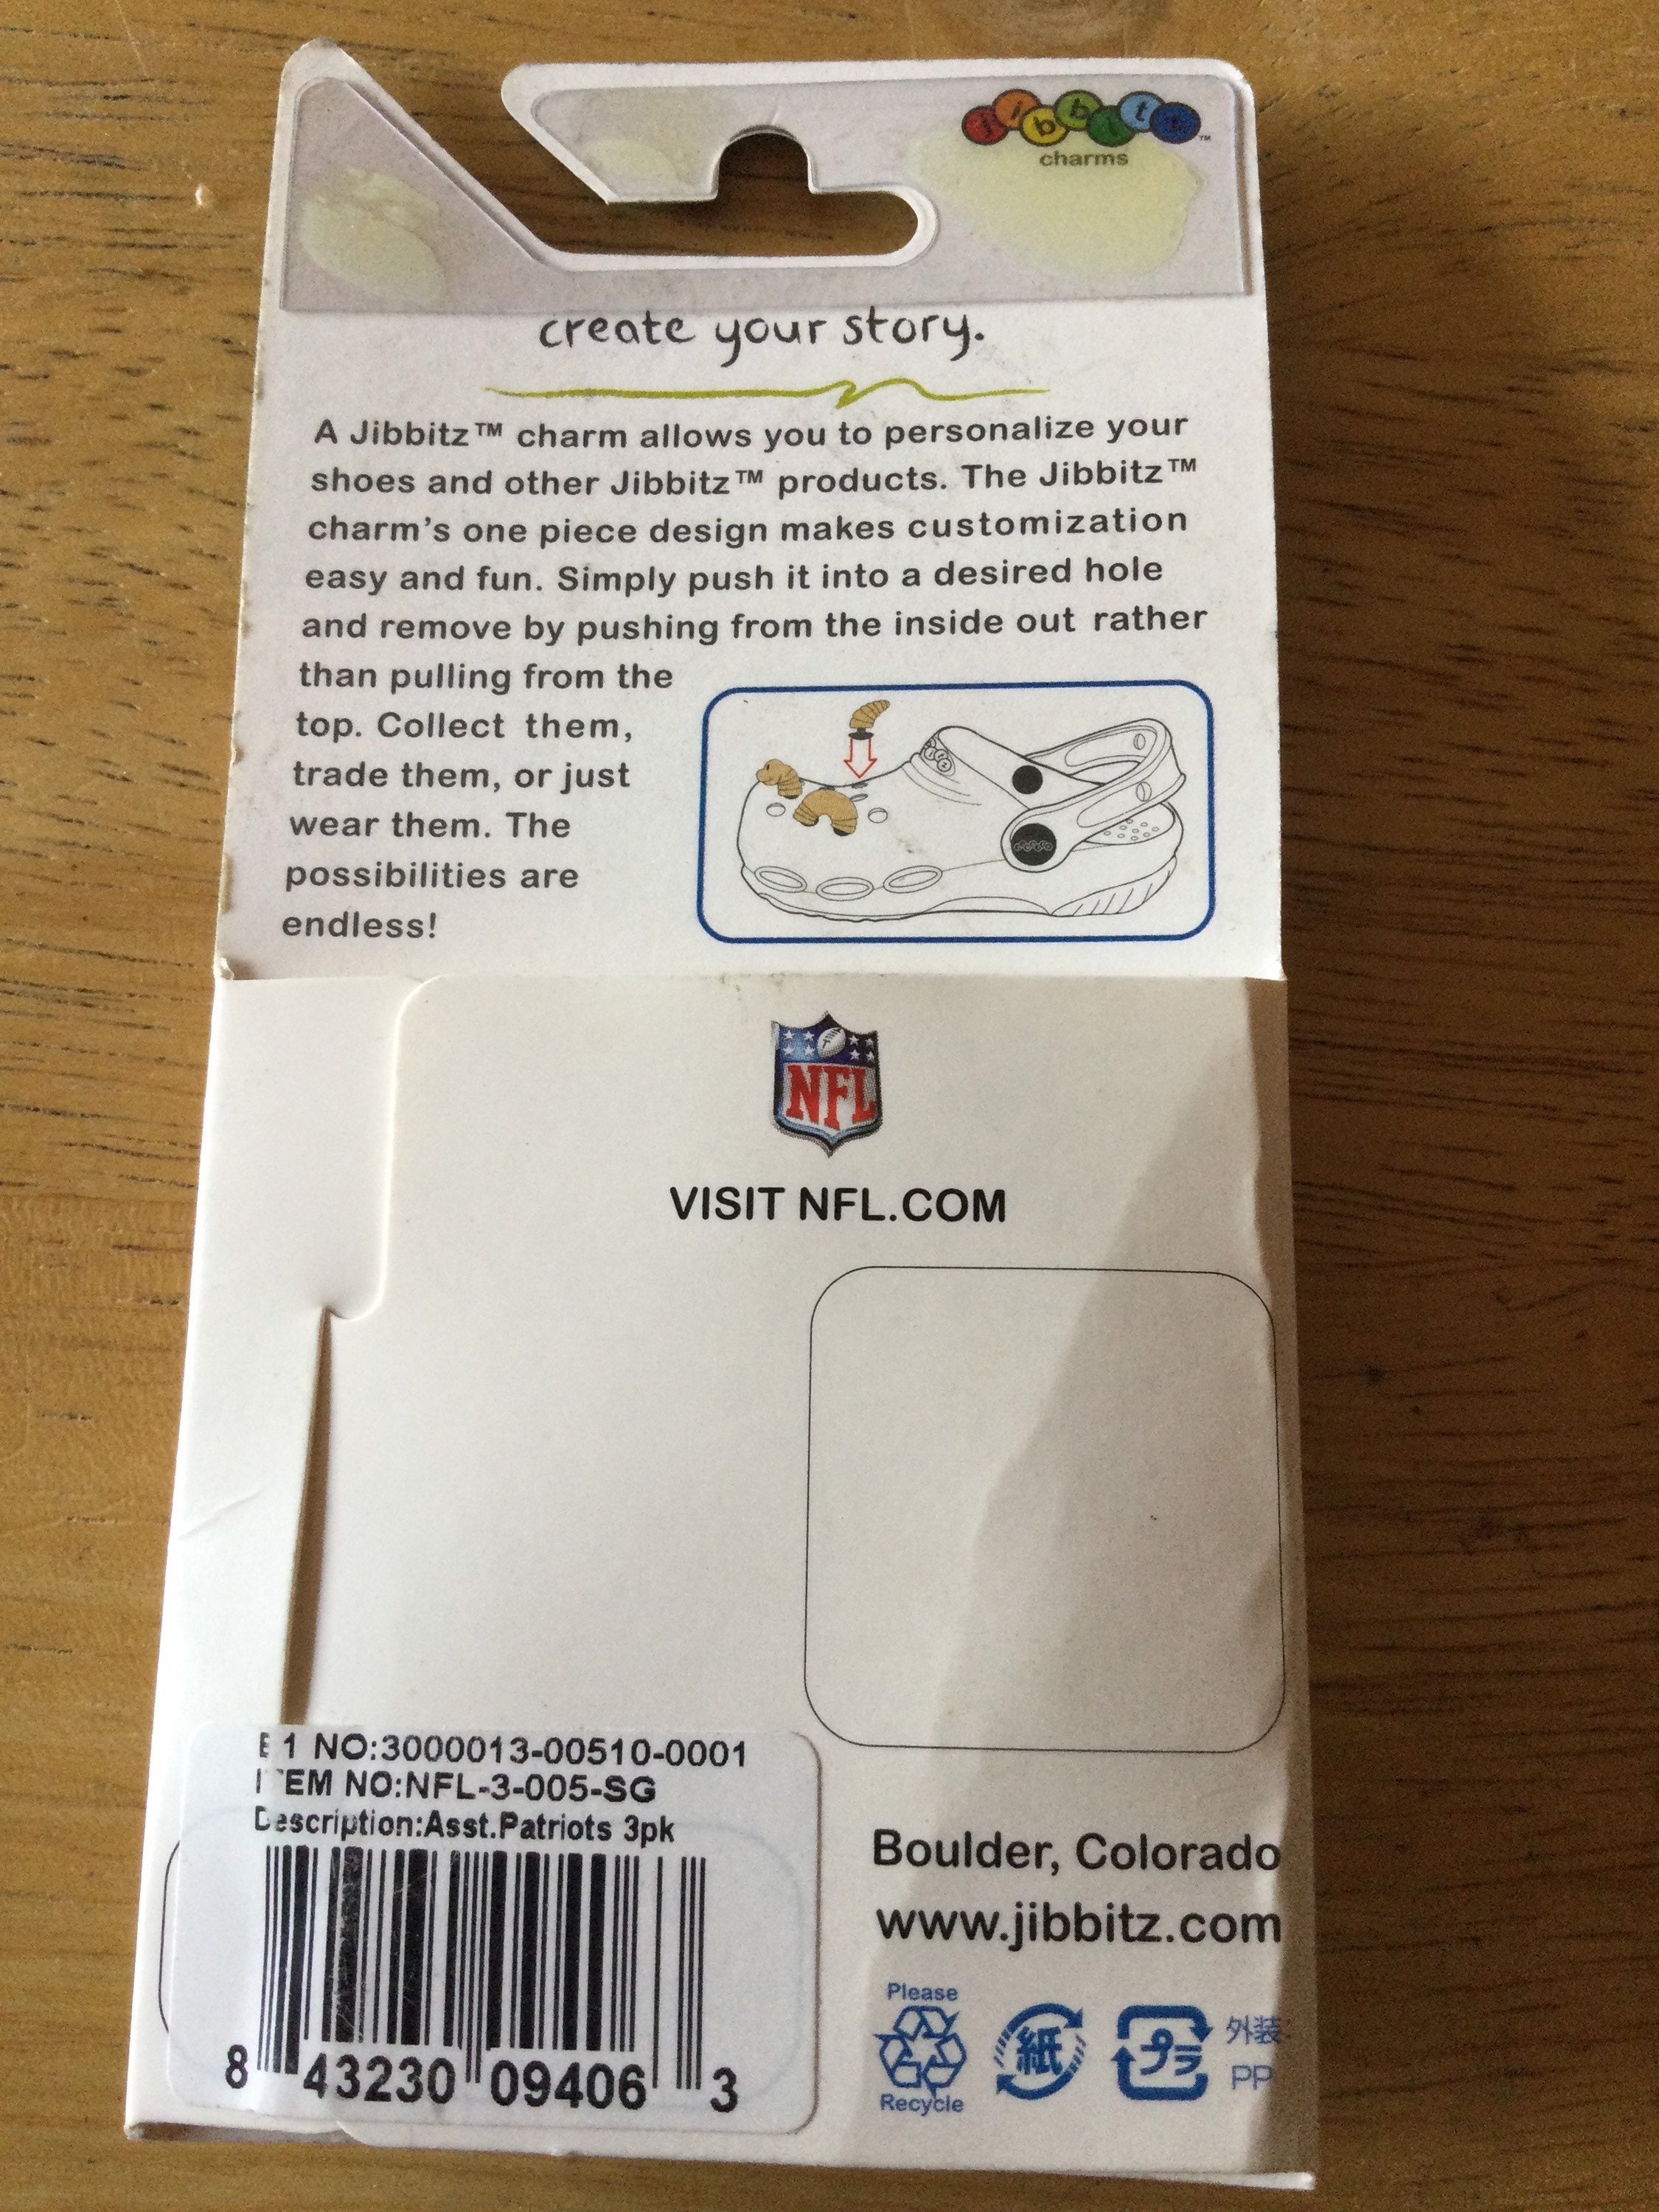 jibbitz™
charms
create your story.
A Jibbitz™ charm allows you to personalize your
shoes and other Jibbitz™ products. The Jibbitz™
charm's one piece design makes customization
easy and fun. Simply push it into a desired hole
and remove by pushing from the inside out rather
than pulling from the
top. Collect them,
trade them, or just
wear them. The
possibilities are
endless!
NFL
VISIT NFL.COM
1 NO:3000013-00510-0001
ITEM NO:NFL-3-005-SG
Description:Asst.Patriots 3pk
8 43230 09406 3
Boulder, Colorado
www.jibbitz.com
Please
Recycle
紙
プラ
外装:
PP